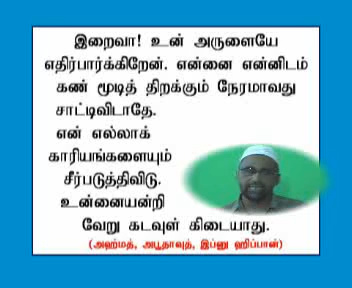 இறைவா! உன் அருளையே
எதிர்பார்க்கிறேன். என்னை என்னிடம்
கண் மூடித் திறக்கும் நேரமாவது
சாட்டிவிடாதே.
என் எல்லாக்
காரியங்களையும்
சீர்படுத்திவிடு.
உன்னையன்றி
வேறு கடவுள் கிடையாது.
(அஹ்மத், அபூதாவுத், இப்னு ஹிப்பான்)